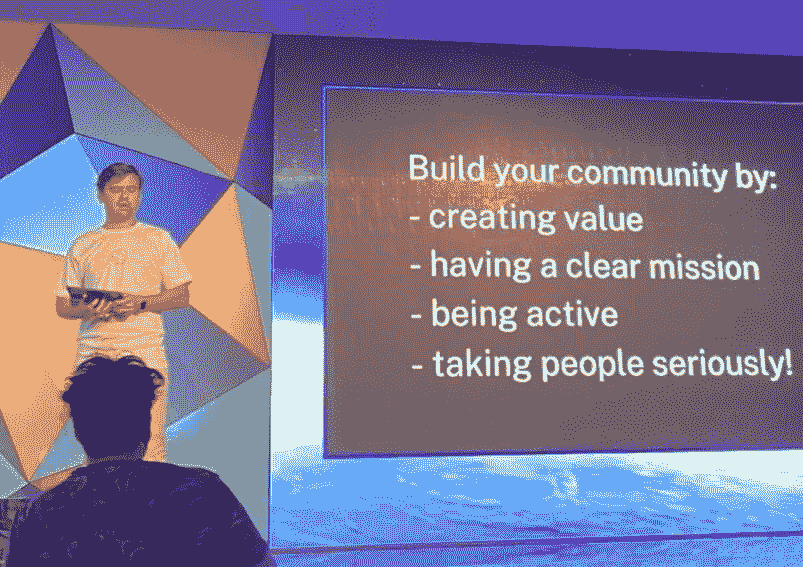 Build your community by:
- creating value
- having a clear mission
- being active
- taking people seriously!